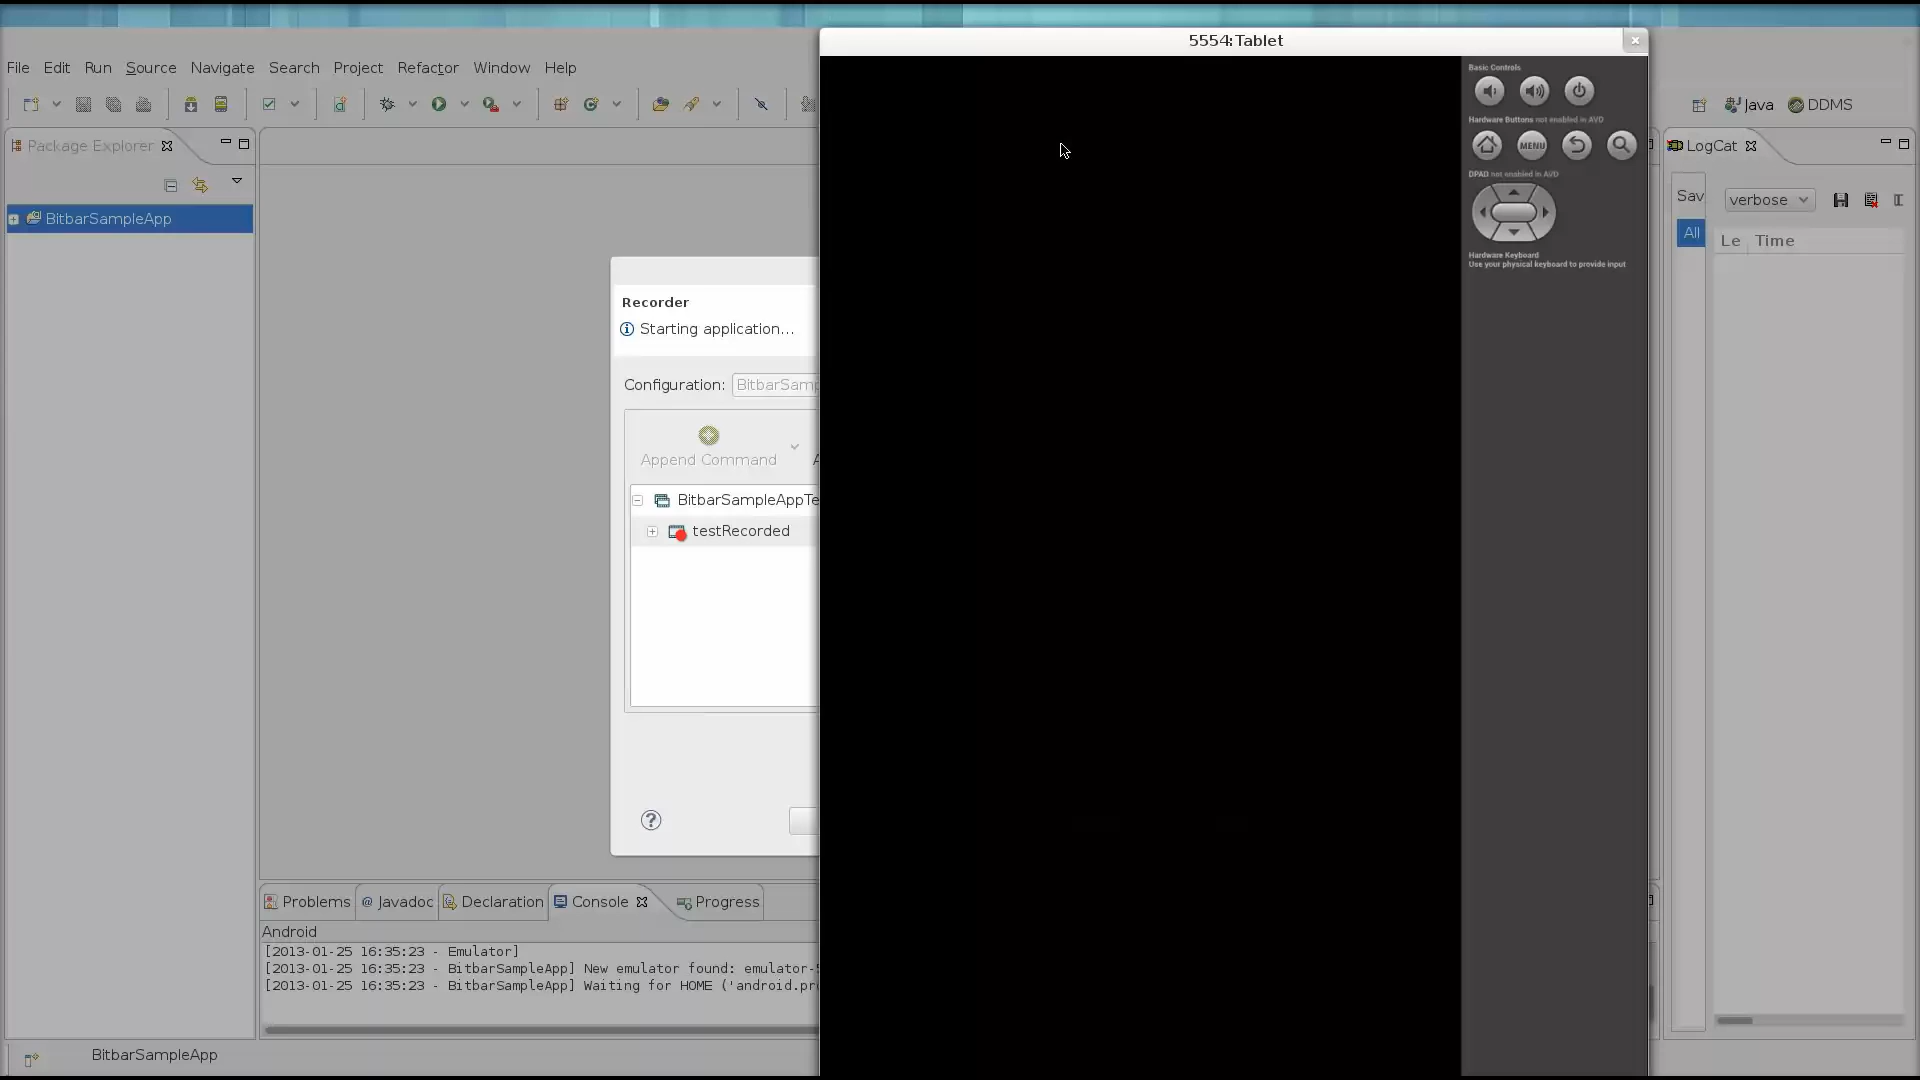 5554:Tablet
File Edit Run Source Navigate Search Project Refactor Window Help
Java DDMS
Package Explorer
BitbarSampleApp
Recorder
Starting application...
Configuration: BitbarSamp
Append Command
BitbarSampleAppTe
testRecorded
?
Basic Controls
Hardware Buttons not enabled in AVD
MENU
DPAD not enabled in AVD
Hardware Keyboard
Use your physical keyboard to provide input
LogCat
Sav
verbose
All
Le Time
Problems @ Javadoc Declaration Console Progress
Android
[2013-01-25 16:35:23 - Emulator]
[2013-01-25 16:35:23 - BitbarSampleApp] New emulator found: emulator-5
[2013-01-25 16:35:23 - BitbarSampleApp] Waiting for HOME ('android.pro
BitbarSampleApp